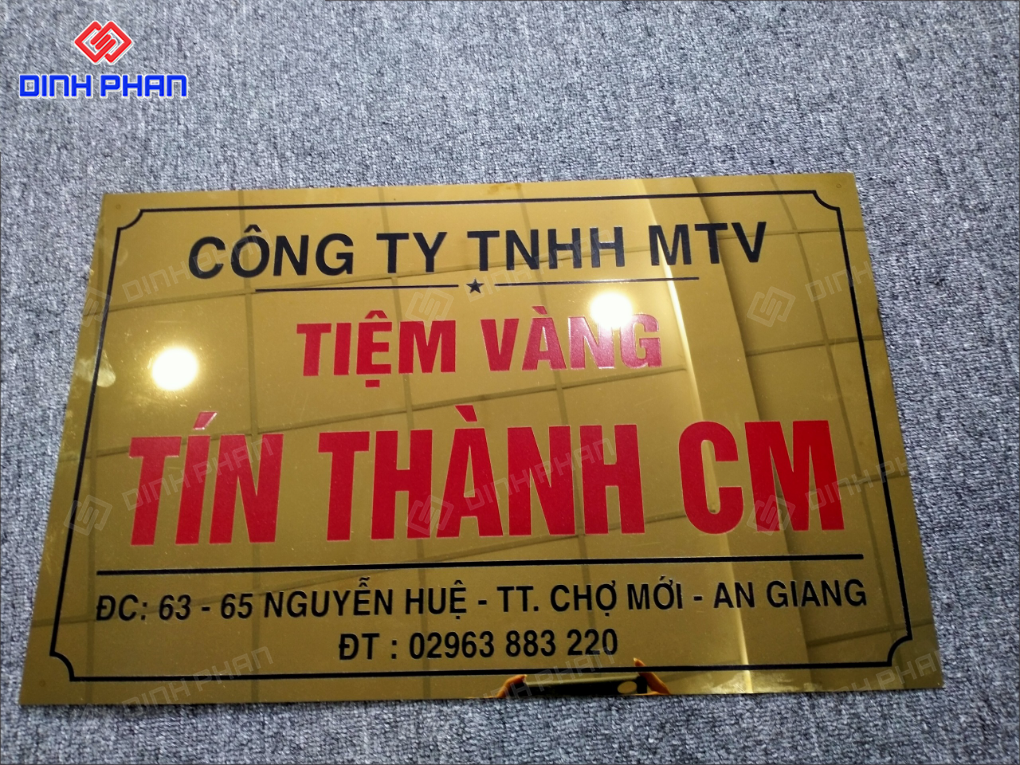 DINH PHAN
CÔNG TY TNHH MTV
TIỆM VÀNG
TÍN THÀNH CM
ĐC: 63 - 65 NGUYỄN HUỆ - TT. CHỢ MỚI - AN GIANG
ĐT : 02963 883 220